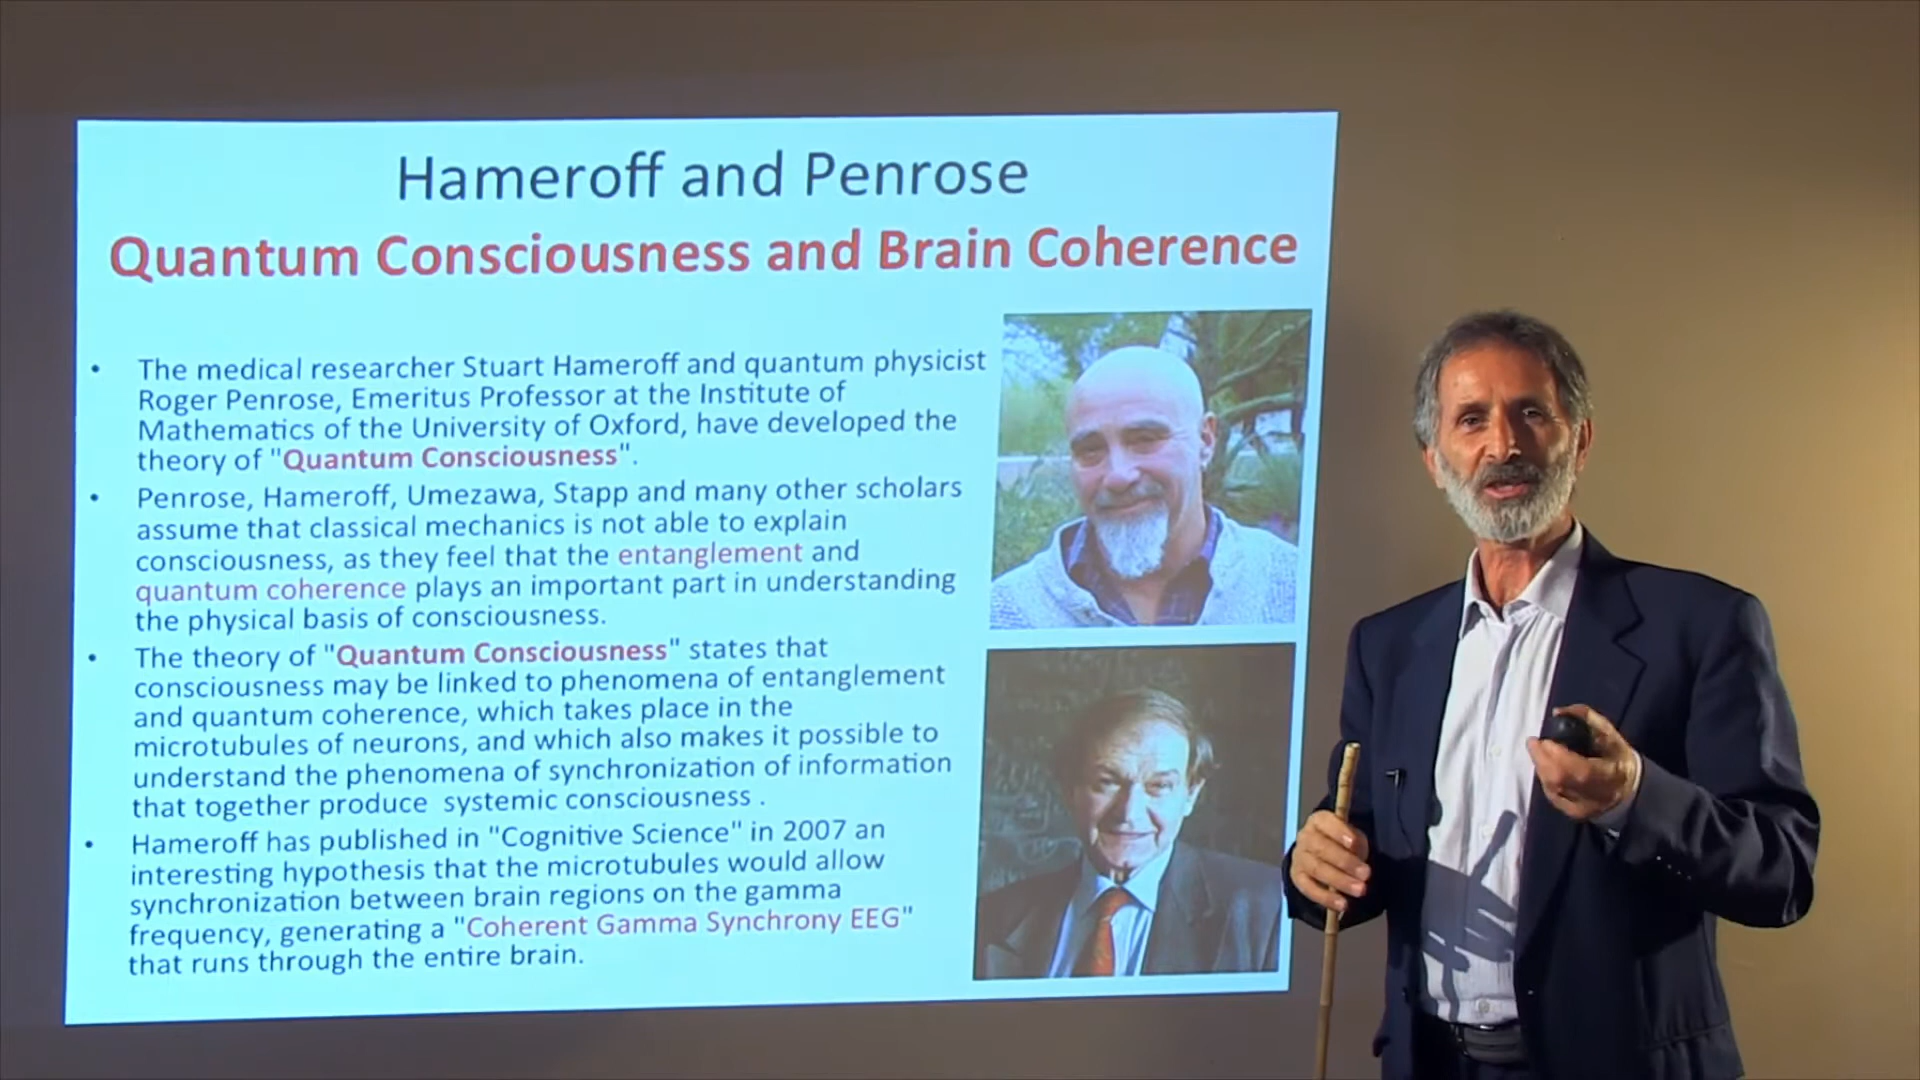 Hameroff and Penrose
Quantum Consciousness and Brain Coherence
• The medical researcher Stuart Hameroff and quantum physicist
Roger Penrose, Emeritus Professor at the Institute of
Mathematics of the University of Oxford, have developed the
theory of "Quantum Consciousness".
• Penrose, Hameroff, Umezawa, Stapp and many other scholars
assume that classical mechanics is not able to explain
consciousness, as they feel that the entanglement and
quantum coherence plays an important part in understanding
the physical basis of consciousness.
• The theory of "Quantum Consciousness" states that
consciousness may be linked to phenomena of entanglement
and quantum coherence, which takes place in the
microtubules of neurons, and which also makes it possible to
understand the phenomena of synchronization of information
that together produce systemic consciousness .
• Hameroff has published in "Cognitive Science" in 2007 an
interesting hypothesis that the microtubules would allow
synchronization between brain regions on the gamma
frequency, generating a "Coherent Gamma Synchrony EEG"
that runs through the entire brain.